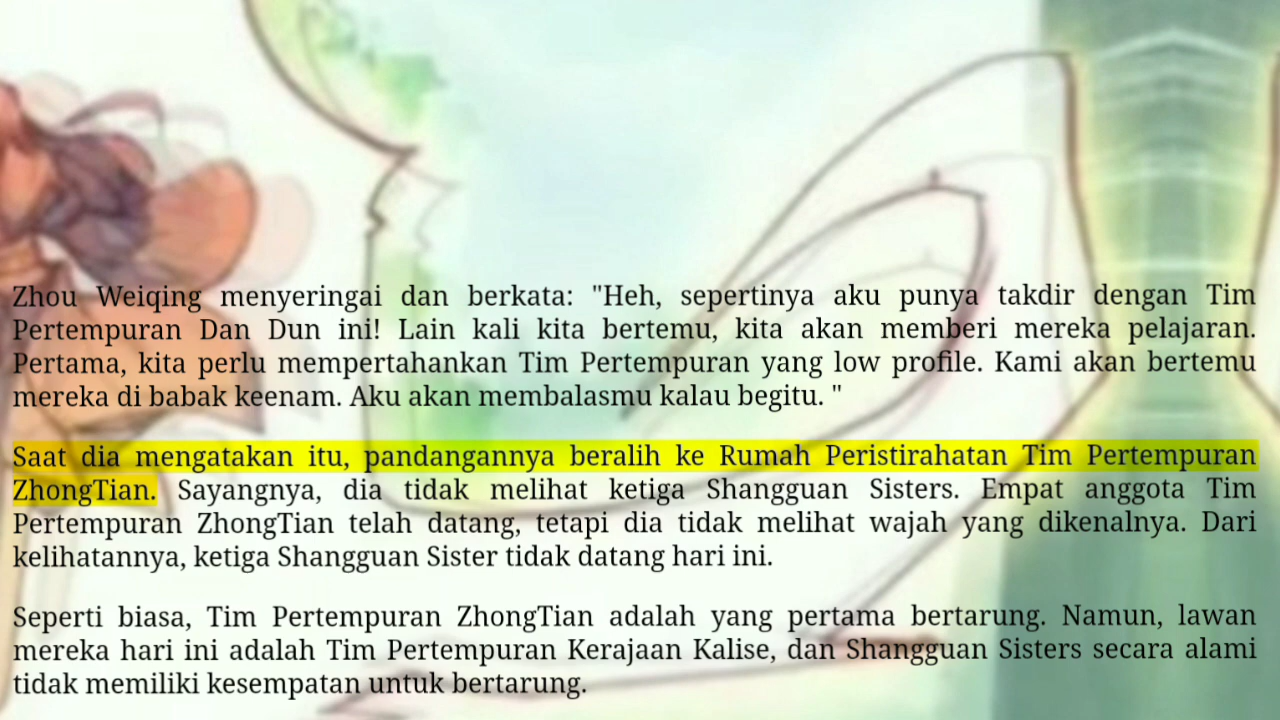 Zhou Weiqing menyeringai dan berkata: "Heh, sepertinya aku punya takdir dengan Tim
Pertempuran Dan Dun ini! Lain kali kita bertemu, kita akan memberi mereka pelajaran.
Pertama, kita perlu mempertahankan Tim Pertempuran yang low profile. Kami akan bertemu
mereka di babak keenam. Aku akan membalasmu kalau begitu. "
Saat dia mengatakan itu, pandangannya beralih ke Rumah Peristirahatan Tim Pertempuran
ZhongTian. Sayangnya, dia tidak melihat ketiga Shangguan Sisters. Empat anggota Tim
Pertempuran ZhongTian telah datang, tetapi dia tidak melihat wajah yang dikenalnya. Dari
kelihatannya, ketiga Shangguan Sister tidak datang hari ini.
Seperti biasa, Tim Pertempuran ZhongTian adalah yang pertama bertarung. Namun, lawan
mereka hari ini adalah Tim Pertempuran Kerajaan Kalise, dan Shangguan Sisters secara alami
tidak memiliki kesempatan untuk bertarung.